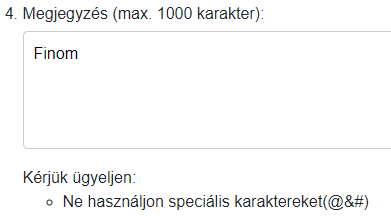 4. Megjegyzés (max. 1000 karakter):
Finom
Kérjük ügyeljen:
Ne használjon speciális karaktereket(@&#)